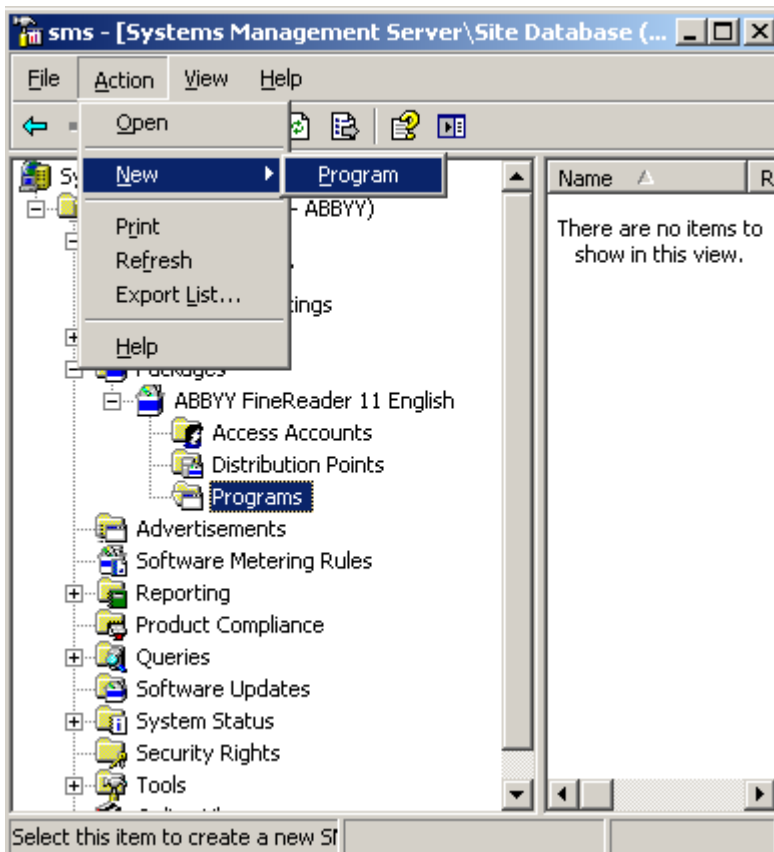 sms - [Systems Management Server\Site Database (...
File Action View Help
Open
New
Program
Print
Refresh
Export List...
Help
Name
There are no items to
show in this view.
- ABBYY)
Packages
ABBYY FineReader 11 English
Access Accounts
Distribution Points
Programs
Advertisements
Software Metering Rules
Reporting
Product Compliance
Queries
Software Updates
System Status
Security Rights
Tools
Select this item to create a new